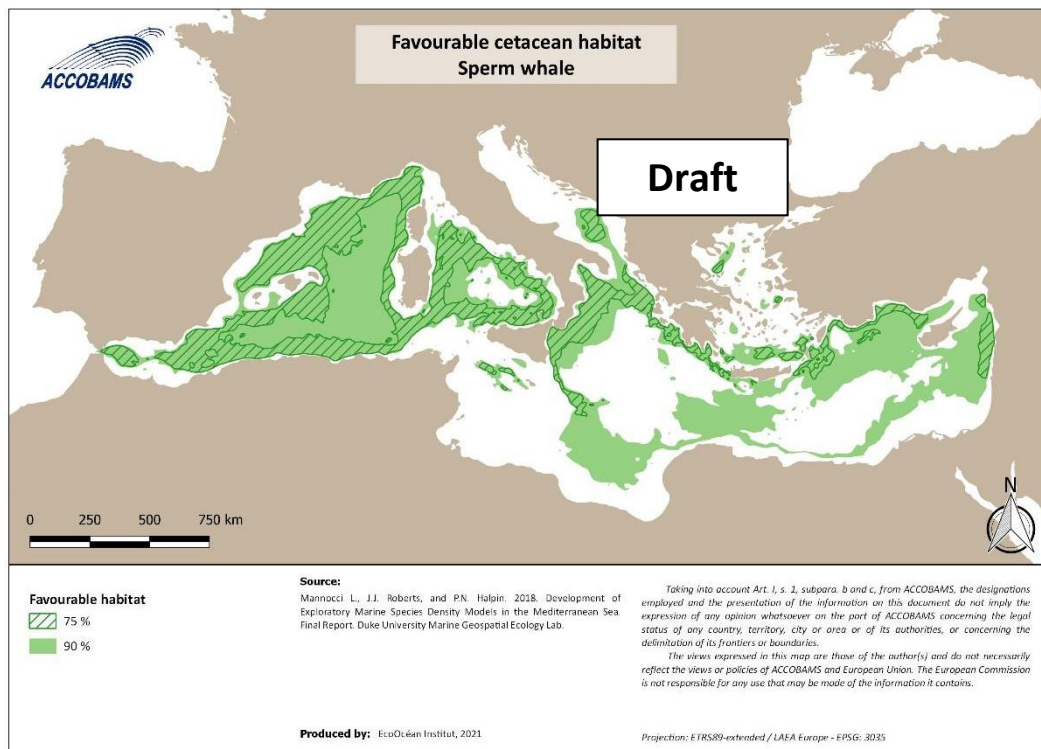 ACCOBAMS
Favourable cetacean habitat
Sperm whale
Draft
N
0 250 500 750 km
Favourable habitat
75 %
90 %
Source:
Mannocci L., J.J. Roberts, and P.N. Halpin. 2018. Development of
Exploratory Marine Species Density Models in the Mediterranean Sea.
Final Report. Duke University Marine Geospatial Ecology Lab.
Produced by: EcoOcéan Institut, 2021
Taking into account Art. I, s. 1, subpara. b and c, from ACCOBAMS, the designations
employed and the presentation of the information on this document do not imply the
expression of any opinion whatsoever on the part of ACCOBAMS concerning the legal
status of any country, territory, city or area or of its authorities, or concerning the
delimitation of its frontiers or boundaries.
The views expressed in this map are those of the author(s) and do not necessarily
reflect the views or policies of ACCOBAMS and European Union. The European Commission
is not responsible for any use that may be made of the information it contains.
Projection: ETRS89-extended / LAEA Europe - EPSG: 3035